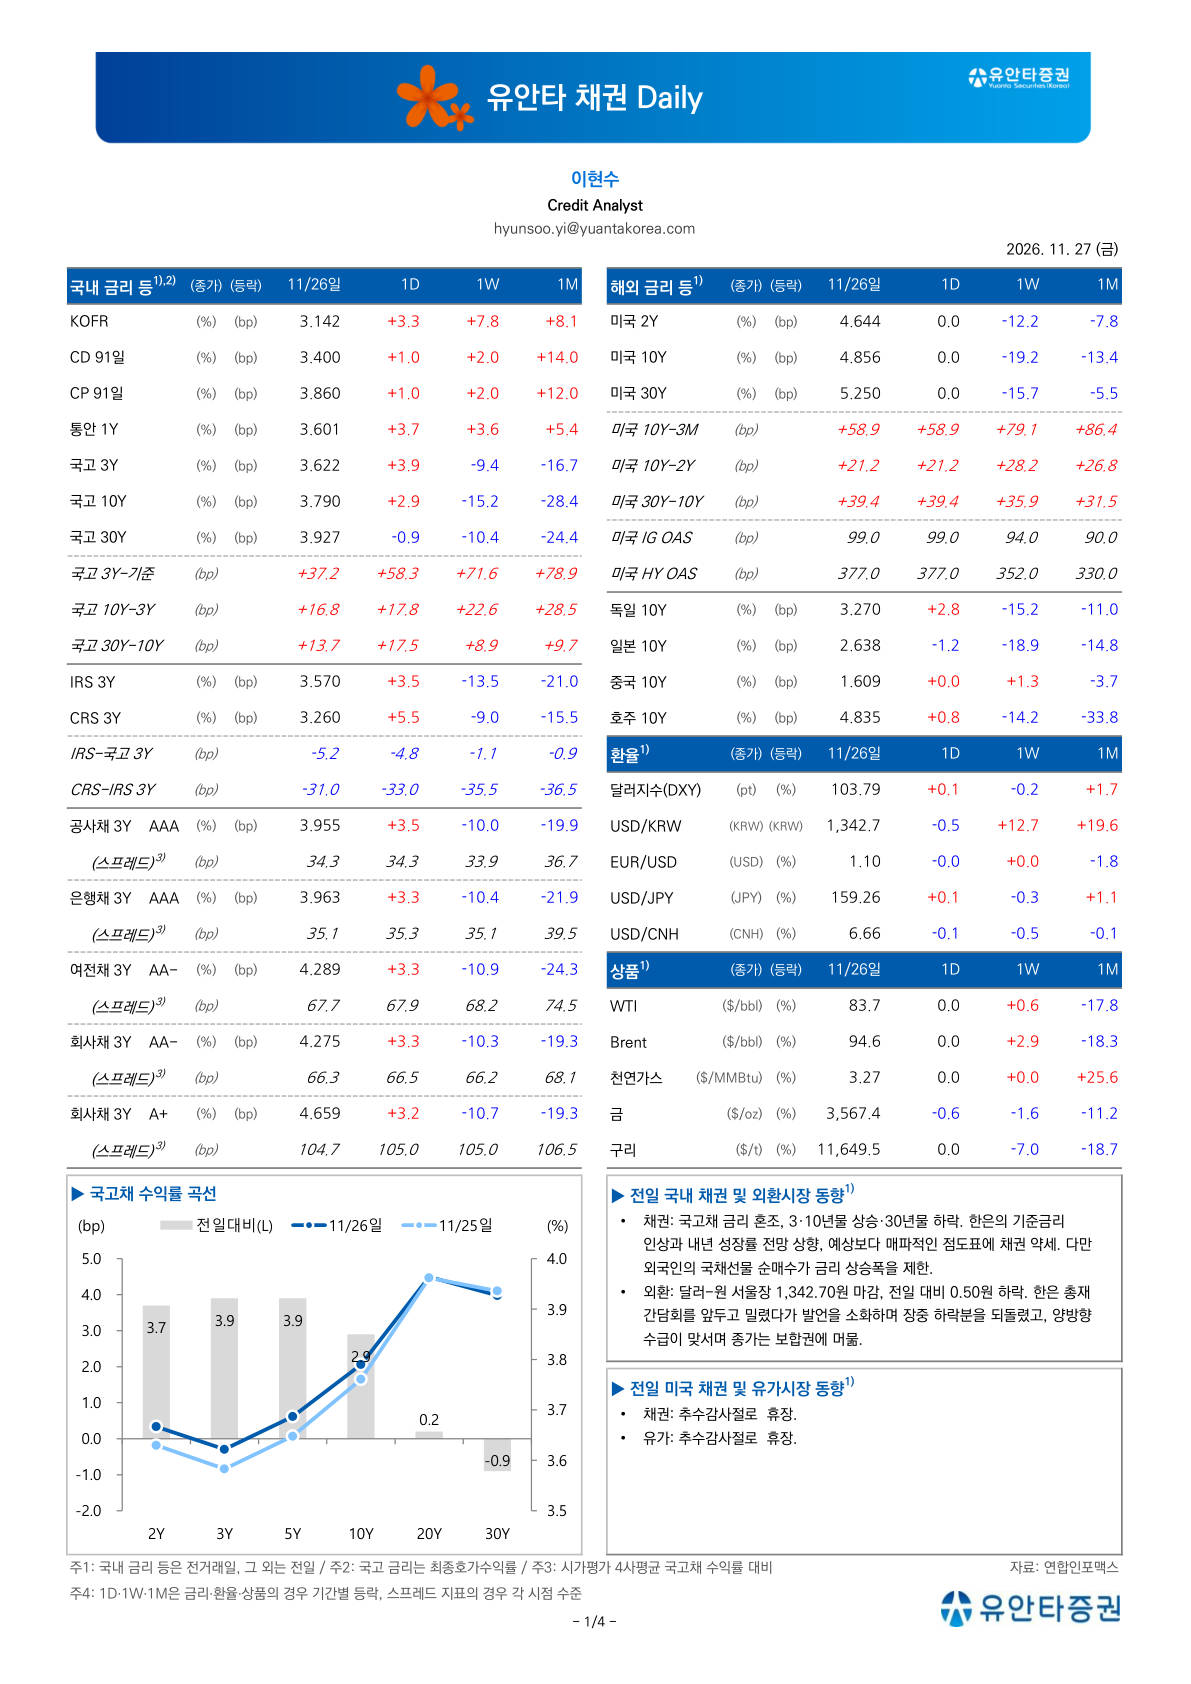 유안타 채권 Daily
유안타증권
Yuanta Securities (Korea)
이현수
Credit Analyst
hyunsoo.yi@yuantakorea.com
2026. 11. 27 (금)
국내 금리 등1),2) (종가) (등락) 11/26일 1D 1W 1M
KOFR (%) (bp) 3.142 +3.3 +7.8 +8.1
CD 91일 (%) (bp) 3.400 +1.0 +2.0 +14.0
CP 91일 (%) (bp) 3.860 +1.0 +2.0 +12.0
통안 1Y (%) (bp) 3.601 +3.7 +3.6 +5.4
국고 3Y (%) (bp) 3.622 +3.9 -9.4 -16.7
국고 10Y (%) (bp) 3.790 +2.9 -15.2 -28.4
국고 30Y (%) (bp) 3.927 -0.9 -10.4 -24.4
국고 3Y-기준 (bp) +37.2 +58.3 +71.6 +78.9
국고 10Y-3Y (bp) +16.8 +17.8 +22.6 +28.5
국고 30Y-10Y (bp) +13.7 +17.5 +8.9 +9.7
IRS 3Y (%) (bp) 3.570 +3.5 -13.5 -21.0
CRS 3Y (%) (bp) 3.260 +5.5 -9.0 -15.5
IRS-국고 3Y (bp) -5.2 -4.8 -1.1 -0.9
CRS-IRS 3Y (bp) -31.0 -33.0 -35.5 -36.5
공사채 3Y AAA (%) (bp) 3.955 +3.5 -10.0 -19.9
(스프레드)3) (bp) 34.3 34.3 33.9 36.7
은행채 3Y AAA (%) (bp) 3.963 +3.3 -10.4 -21.9
(스프레드)3) (bp) 35.1 35.3 35.1 39.5
여전채 3Y AA- (%) (bp) 4.289 +3.3 -10.9 -24.3
(스프레드)3) (bp) 67.7 67.9 68.2 74.5
회사채 3Y AA- (%) (bp) 4.275 +3.3 -10.3 -19.3
(스프레드)3) (bp) 66.3 66.5 66.2 68.1
회사채 3Y A+ (%) (bp) 4.659 +3.2 -10.7 -19.3
(스프레드)3) (bp) 104.7 105.0 105.0 106.5
해외 금리 등1) (종가) (등락) 11/26일 1D 1W 1M
미국 2Y (%) (bp) 4.644 0.0 -12.2 -7.8
미국 10Y (%) (bp) 4.856 0.0 -19.2 -13.4
미국 30Y (%) (bp) 5.250 0.0 -15.7 -5.5
미국 10Y-3M (bp) +58.9 +58.9 +79.1 +86.4
미국 10Y-2Y (bp) +21.2 +21.2 +28.2 +26.8
미국 30Y-10Y (bp) +39.4 +39.4 +35.9 +31.5
미국 IG OAS (bp) 99.0 99.0 94.0 90.0
미국 HY OAS (bp) 377.0 377.0 352.0 330.0
독일 10Y (%) (bp) 3.270 +2.8 -15.2 -11.0
일본 10Y (%) (bp) 2.638 -1.2 -18.9 -14.8
중국 10Y (%) (bp) 1.609 +0.0 +1.3 -3.7
호주 10Y (%) (bp) 4.835 +0.8 -14.2 -33.8
환율1) (종가) (등락) 11/26일 1D 1W 1M
달러지수(DXY) (pt) (%) 103.79 +0.1 -0.2 +1.7
USD/KRW (KRW) (KRW) 1,342.7 -0.5 +12.7 +19.6
EUR/USD (USD) (%) 1.10 -0.0 +0.0 -1.8
USD/JPY (JPY) (%) 159.26 +0.1 -0.3 +1.1
USD/CNH (CNH) (%) 6.66 -0.1 -0.5 -0.1
상품1) (종가) (등락) 11/26일 1D 1W 1M
WTI ($/bbl) (%) 83.7 0.0 +0.6 -17.8
Brent ($/bbl) (%) 94.6 0.0 +2.9 -18.3
천연가스 ($/MMBtu) (%) 3.27 0.0 +0.0 +25.6
금 ($/oz) (%) 3,567.4 -0.6 -1.6 -11.2
구리 ($/t) (%) 11,649.5 0.0 -7.0 -18.7
▶ 국고채 수익률 곡선
(bp) 전일대비(L) 11/26일 11/25일 (%)
5.0 4.0
4.0 3.9
3.0 3.8
2.0 3.7
1.0 3.6
0.0 3.5
-1.0
-2.0
3.7 3.9 3.9 2.9 0.2 -0.9
2Y 3Y 5Y 10Y 20Y 30Y
▶ 전일 국내 채권 및 외환시장 동향1)
• 채권: 국고채 금리 혼조, 3·10년물 상승·30년물 하락. 한은의 기준금리
인상과 내년 성장률 전망 상향, 예상보다 매파적인 점도표에 채권 약세. 다만
외국인의 국채선물 순매수가 금리 상승폭을 제한.
• 외환: 달러-원 서울장 1,342.70원 마감, 전일 대비 0.50원 하락. 한은 총재
간담회를 앞두고 밀렸다가 발언을 소화하며 장중 하락분을 되돌렸고, 양방향
수급이 맞서며 종가는 보합권에 머묾.
▶ 전일 미국 채권 및 유가시장 동향1)
• 채권: 추수감사절로 휴장.
• 유가: 추수감사절로 휴장.
주1: 국내 금리 등은 전거래일, 그 외는 전일 / 주2: 국고 금리는 최종호가수익률 / 주3: 시가평가 4사평균 국고채 수익률 대비
자료: 연합인포맥스
주4: 1D·1W·1M은 금리·환율·상품의 경우 기간별 등락, 스프레드 지표의 경우 각 시점 수준
- 1/4 -
유안타증권